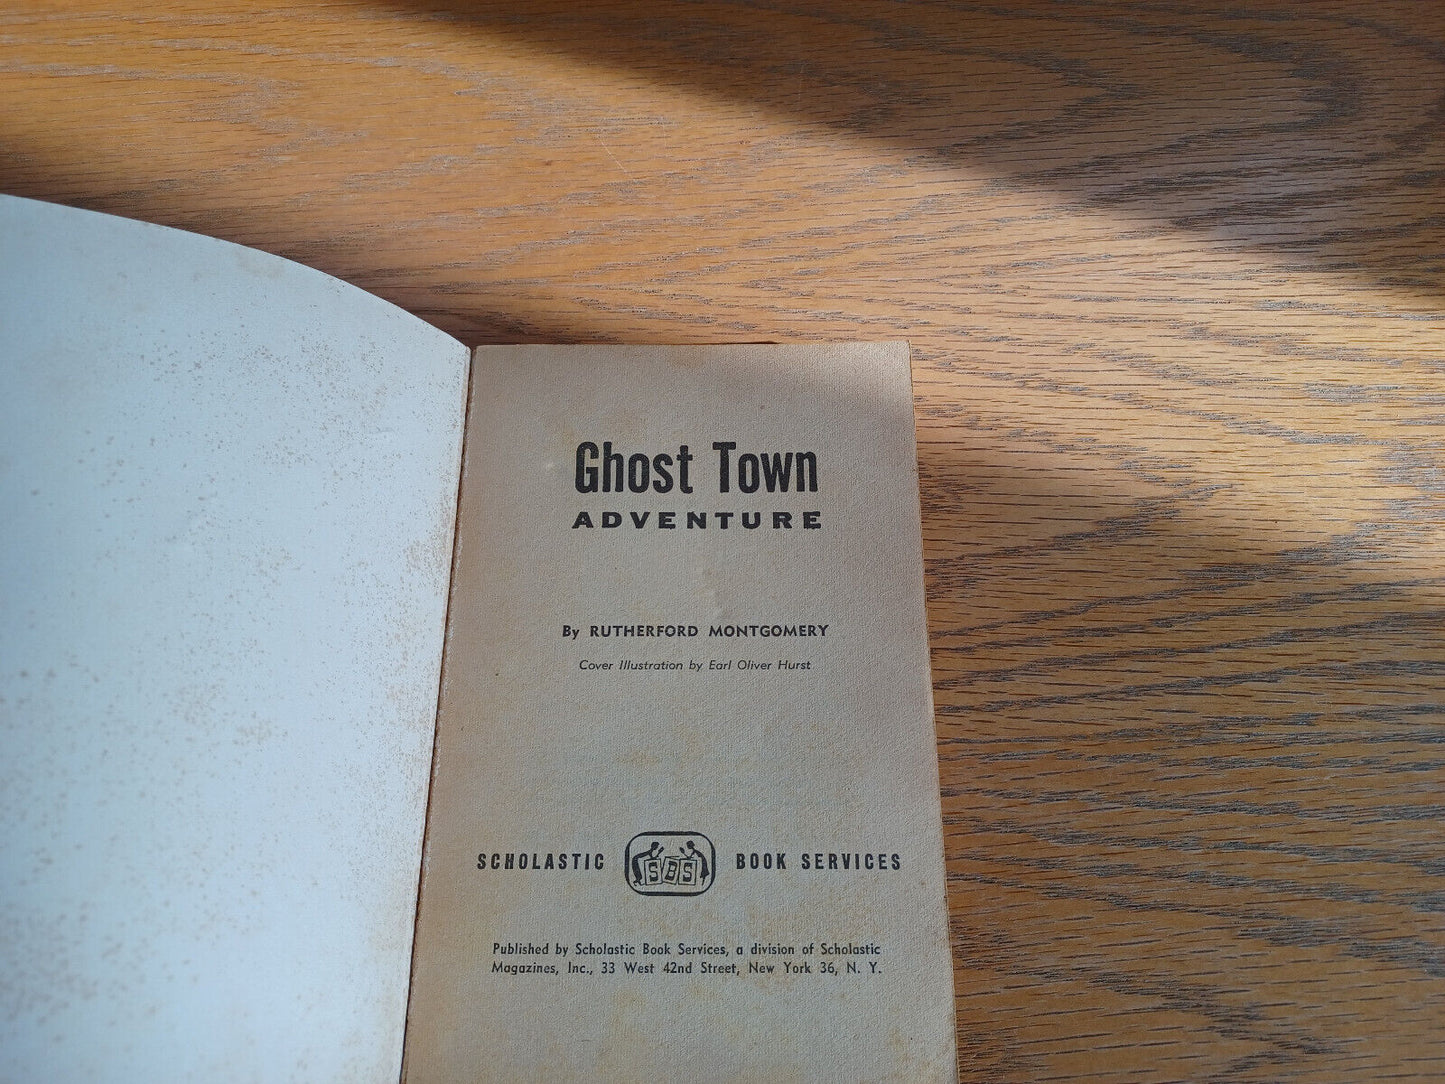 Ghost Town
ADVENTURE
By RUTHERFORD MONTGOMERY
Cover Illustration by Earl Oliver Hurst
SCHOLASTIC SBS BOOK SERVICES
Published by Scholastic Book Services, a division of Scholastic
Magazines, Inc., 33 West 42nd Street, New York 36, N. Y.